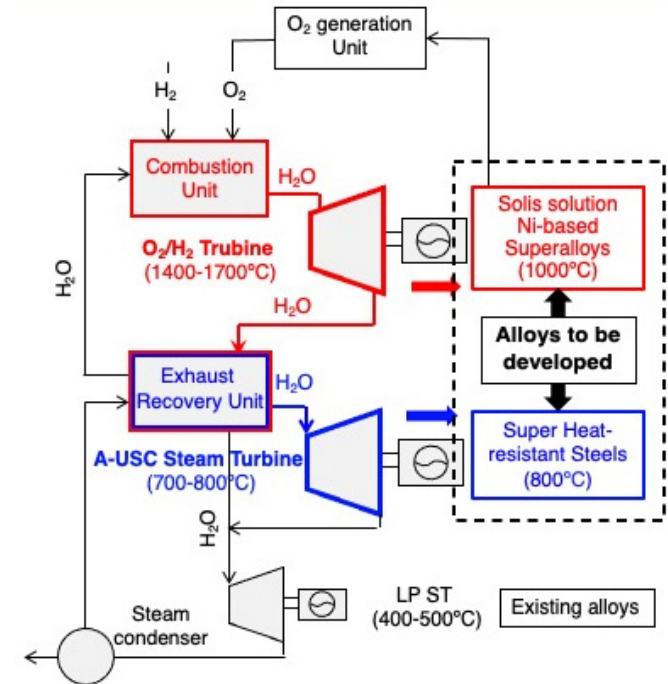 O₂ generation
Unit
H₂
O₂
Combustion
Unit
H₂O
O₂/H₂ Trubine
(1400-1700°C)
Solis solution
Ni-based
Superalloys
(1000°C)
H₂O
H₂O
Alloys to be
developed
Exhaust
Recovery Unit
H₂O
A-USC Steam Turbine
(700-800°C)
Super Heat-
resistant Steels
(800°C)
H₂O
LP ST
(400-500°C)
Existing alloys
Steam
condenser